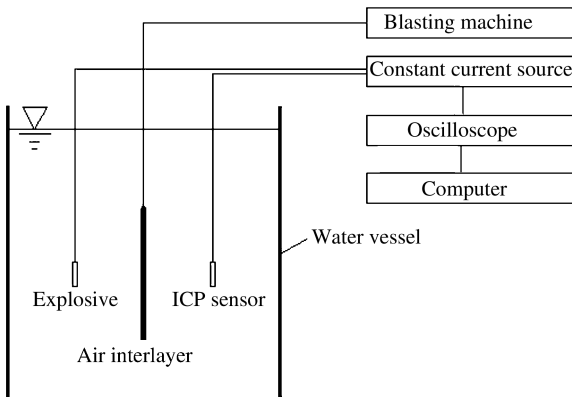 Blasting machine
Constant current source
Oscilloscope
Computer
Water vessel
Explosive
ICP sensor
Air interlayer